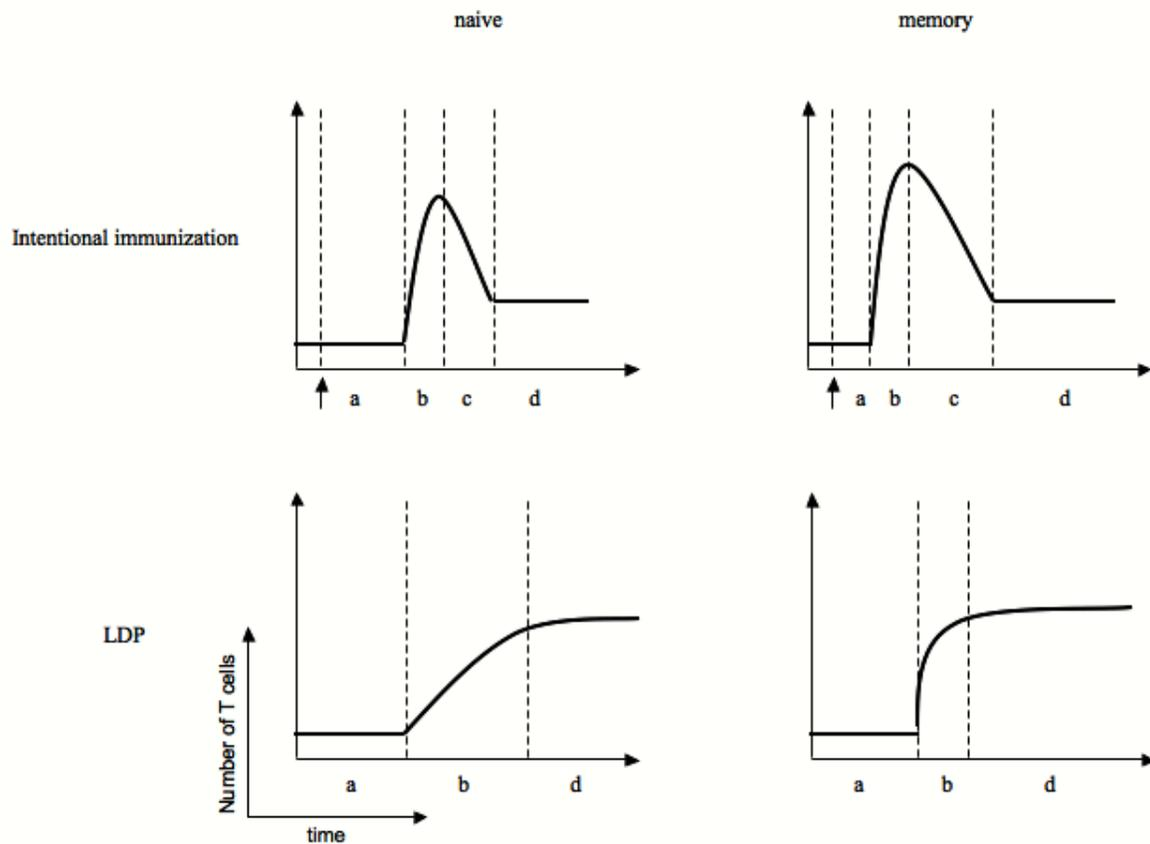 naive
memory
Intentional immunization
a b c d
a b c d
LDP
Number of T cells
time
a b d
a b d